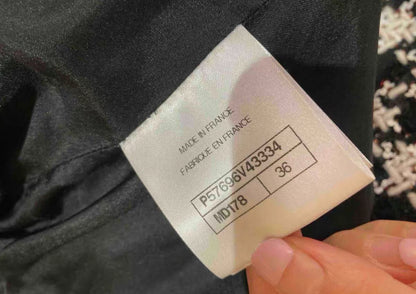 MADE IN FRANCE
FABRIQUE EN FRANCE
P57696V43334
MD178 36